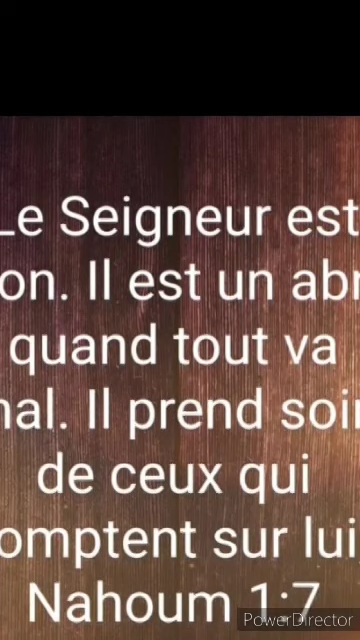 Le Seigneur est
on. Il est un abr
quand tout va
mal. Il prend soin
de ceux qui
omptent sur lui,
Nahoum 1:7
PowerDirector